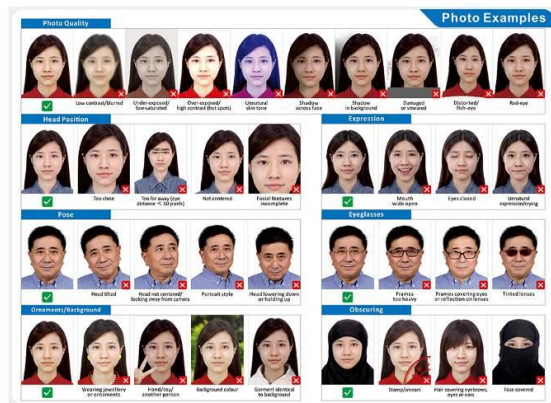 Photo Examples
Photo Quality
Low contrast/blurred
Under-exposed/
low-saturated
Over-exposed/
high contrast (hot spots)
Unnatural
skin tone
Shadow
across face
Shadow
in background
Damaged
or smeared
Distorted/
fish-eye
Red-eye
Head Position
Too close
Too far away (eye
distance < 60 pixels)
Not centered
Facial features
incomplete
Expression
Mouth
wide open
Eyes closed
Unnatural
expression/crying
Pose
Head tilted
Head not centered/
looking away from camera
Portrait style
Head lowering down
or holding up
Eyeglasses
Frames
too heavy
Frames covering eyes
or reflection on lenses
Tinted lenses
Ornaments/Background
Wearing jewellery
or ornaments
Hand/toy/
another person
Background colour
Garment identical
to background
Obscuring
Stamp/smears
Hair covering eyebrows,
eyes or ears
Face covered